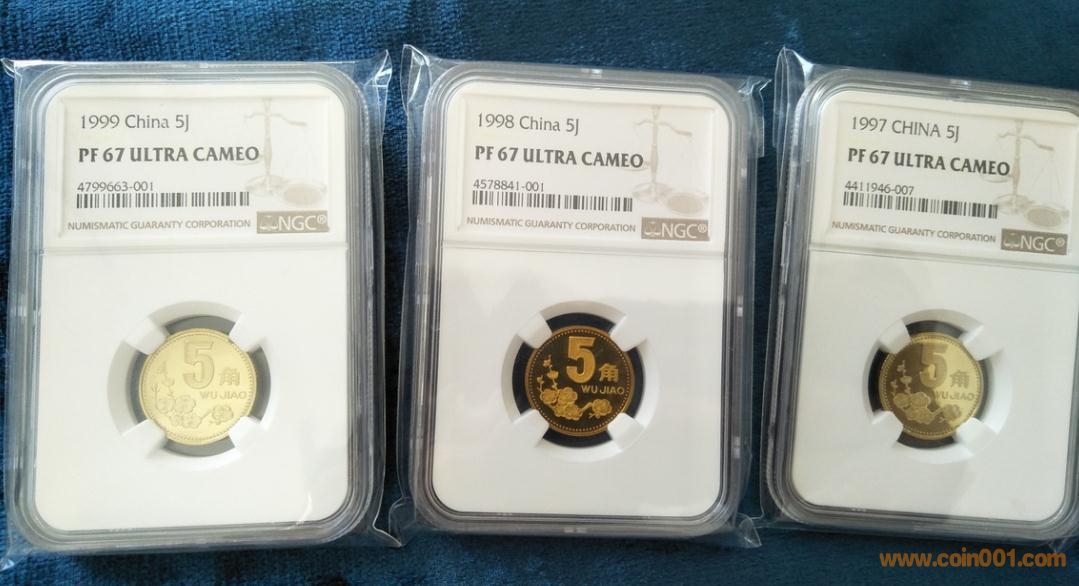 1999 China 5J
PF 67 ULTRA CAMEO
4799663-001
NUMISMATIC GUARANTY CORPORATION
NGC®
5角
WU JIAO
1998 China 5J
PF 67 ULTRA CAMEO
4578841-001
NUMISMATIC GUARANTY CORPORATION
NGC®
5角
WU JIAO
1997 CHINA 5J
PF 67 ULTRA CAMEO
4411946-007
NUMISMATIC GUARANTY CORPORATION
NGC®
5角
WU JIAO
www.coin001.com